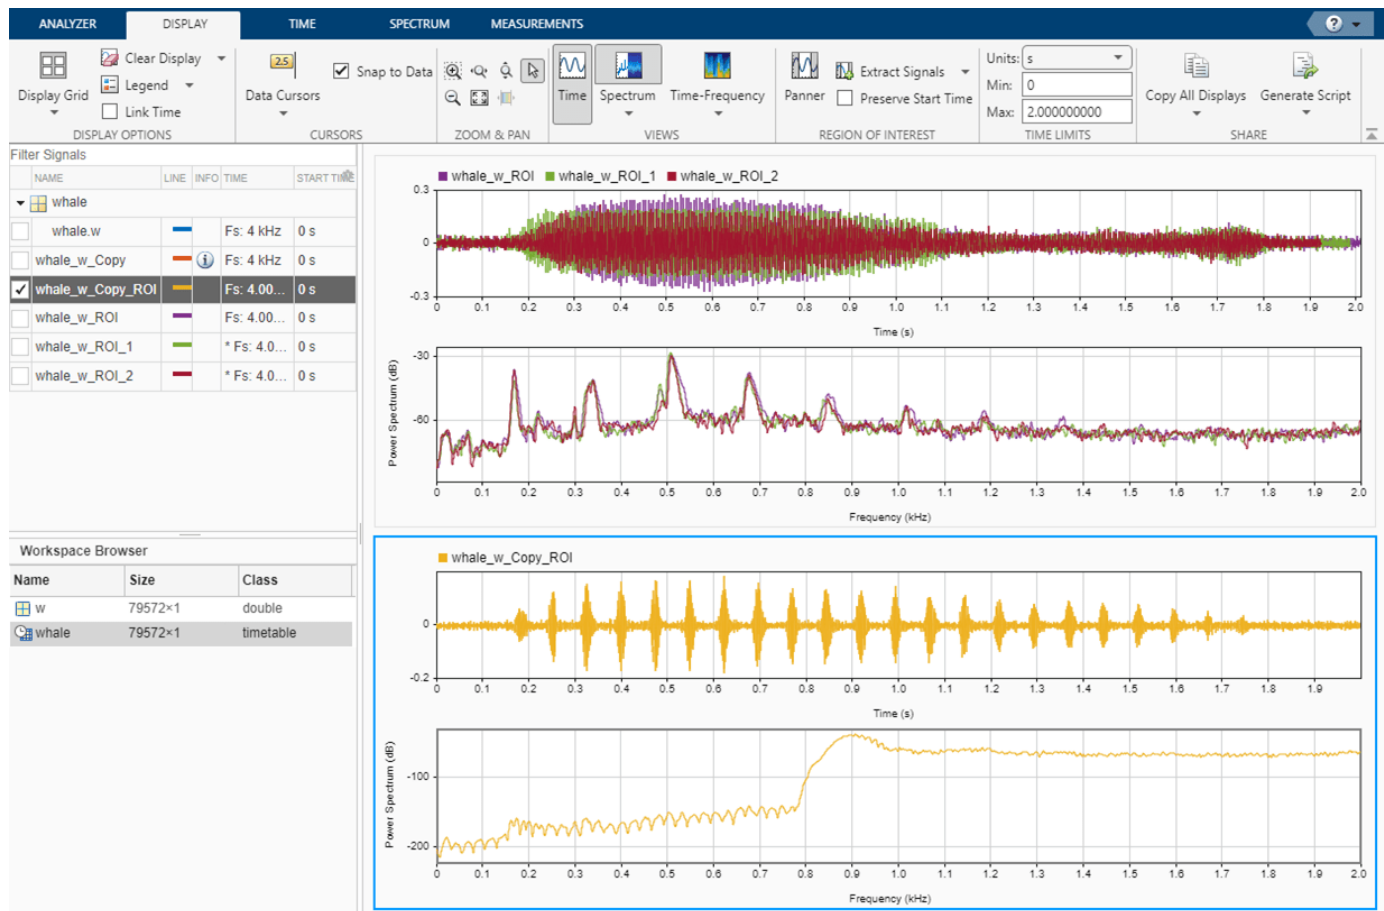 ANALYZER DISPLAY TIME SPECTRUM MEASUREMENTS ?
Display Grid
Clear Display
Legend
Link Time
DISPLAY OPTIONS
2.5
Data Cursors
Snap to Data
CURSORS
ZOOM & PAN
Time
Spectrum
Time-Frequency
VIEWS
Panner
Extract Signals
Preserve Start Time
REGION OF INTEREST
Units: s
Min: 0
Max: 2.000000000
TIME LIMITS
Copy All Displays
Generate Script
SHARE
Filter Signals
NAME LINE INFO TIME START TIME
whale
whale.w Fs: 4 kHz 0 s
whale_w_Copy i Fs: 4 kHz 0 s
whale_w_Copy_ROI Fs: 4.00... 0 s
whale_w_ROI Fs: 4.00... 0 s
whale_w_ROI_1 * Fs: 4.0... 0 s
whale_w_ROI_2 * Fs: 4.0... 0 s
Workspace Browser
Name Size Class
w 79572×1 double
whale 79572×1 timetable
whale_w_ROI whale_w_ROI_1 whale_w_ROI_2
0.3
0
-0.3
0 0.1 0.2 0.3 0.4 0.5 0.6 0.7 0.8 0.9 1.0 1.1 1.2 1.3 1.4 1.5 1.6 1.7 1.8 1.9 2.0
Time (s)
Power Spectrum (dB)
-30
-60
0 0.1 0.2 0.3 0.4 0.5 0.6 0.7 0.8 0.9 1.0 1.1 1.2 1.3 1.4 1.5 1.6 1.7 1.8 1.9 2.0
Frequency (kHz)
whale_w_Copy_ROI
0
-0.2
0 0.1 0.2 0.3 0.4 0.5 0.6 0.7 0.8 0.9 1.0 1.1 1.2 1.3 1.4 1.5 1.6 1.7 1.8 1.9
Time (s)
Power Spectrum (dB)
-100
-200
0 0.1 0.2 0.3 0.4 0.5 0.6 0.7 0.8 0.9 1.0 1.1 1.2 1.3 1.4 1.5 1.6 1.7 1.8 1.9 2.0
Frequency (kHz)